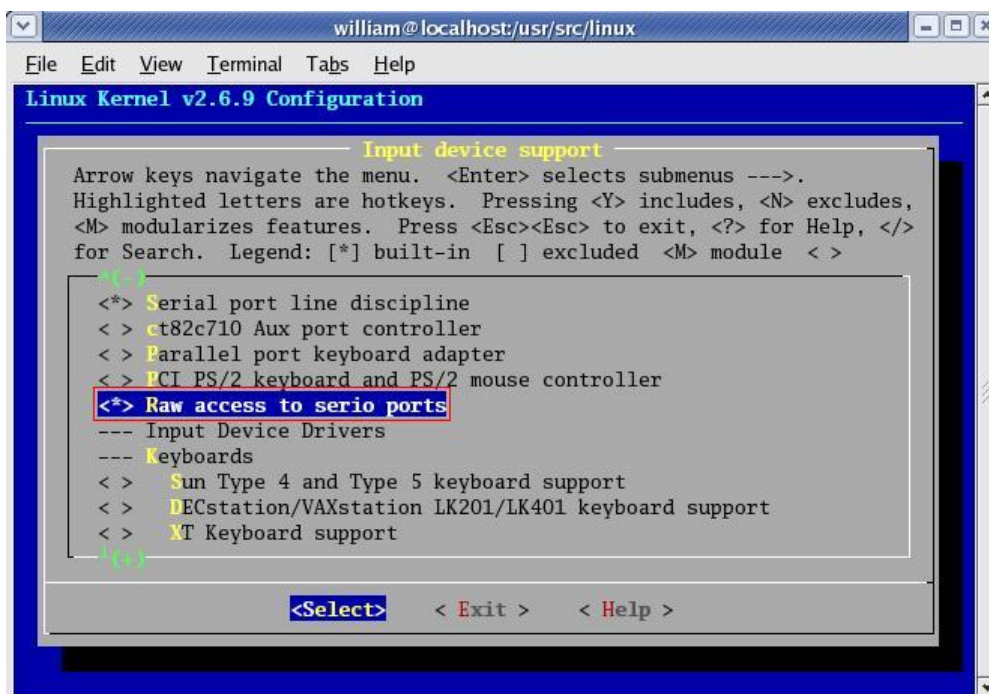 william@localhost:/usr/src/linux
File Edit View Terminal Tabs Help
Linux Kernel v2.6.9 Configuration
Input device support
Arrow keys navigate the menu. <Enter> selects submenus --->.
Highlighted letters are hotkeys. Pressing <Y> includes, <N> excludes,
<M> modularizes features. Press <Esc><Esc> to exit, <?> for Help, </>
for Search. Legend: [*] built-in [ ] excluded <M> module < >
^(-)
<*> Serial port line discipline
< > ct82c710 Aux port controller
< > Parallel port keyboard adapter
< > PCI PS/2 keyboard and PS/2 mouse controller
<*> Raw access to serio ports
--- Input Device Drivers
--- Keyboards
< > Sun Type 4 and Type 5 keyboard support
< > DECstation/VAXstation LK201/LK401 keyboard support
< > XT Keyboard support
(+)
<Select> < Exit > < Help >